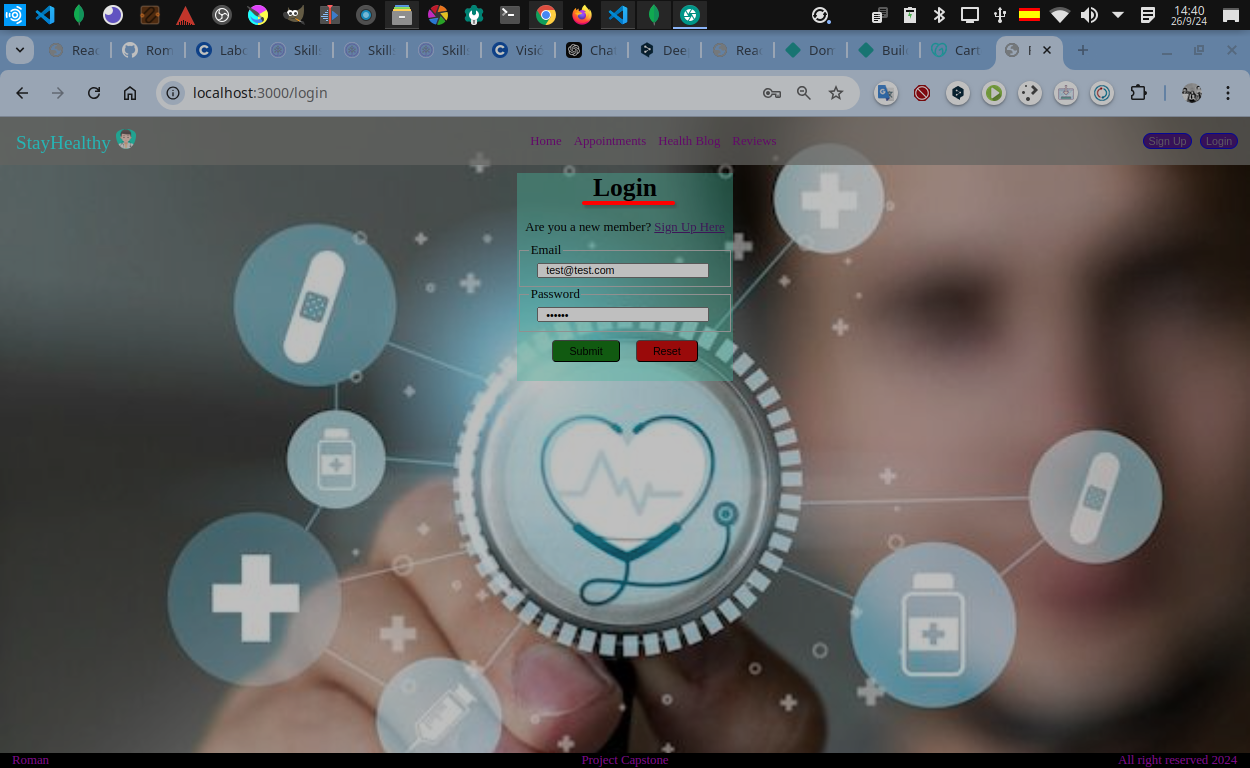 14:40
26/9/24
Reac
Rom
Labo
Skills
Skills
Skills
Visio
Chat
Deep
Reac
Dom
Buil
Cart
localhost:3000/login
StayHealthy
Home Appointments Health Blog Reviews
Sign Up Login
Login
Are you a new member? Sign Up Here
Email
test@test.com
Password
••••••
Submit Reset
Roman Project Capstone All right reserved 2024